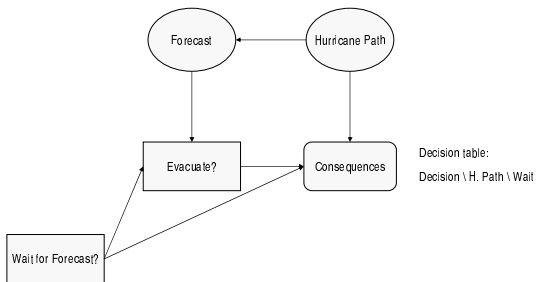 Forecast
Hurricane Path
Evacuate?
Consequences
Decision table:
Decision \ H. Path \ Wait
Wait for Forecast?